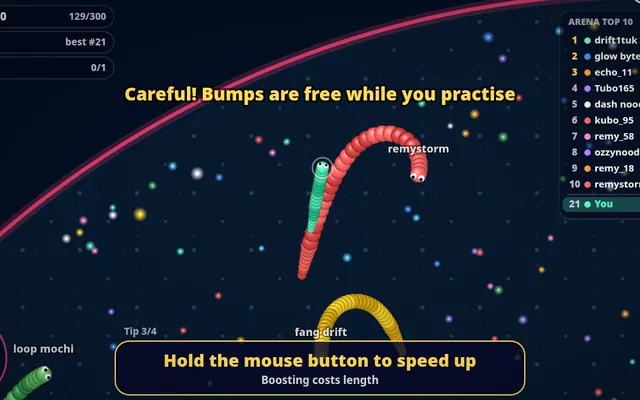 0 129/300
best #21
0/1
Careful! Bumps are free while you practise
remystorm
fang drift
loop mochi
Tip 3/4
Hold the mouse button to speed up
Boosting costs length
ARENA TOP 10
1 drift1tuk
2 glow byte
3 echo_11
4 Tubo165
5 dash nood
6 kubo_95
7 remy_58
8 ozzynood
9 remy_18
10 remystorm
21 You